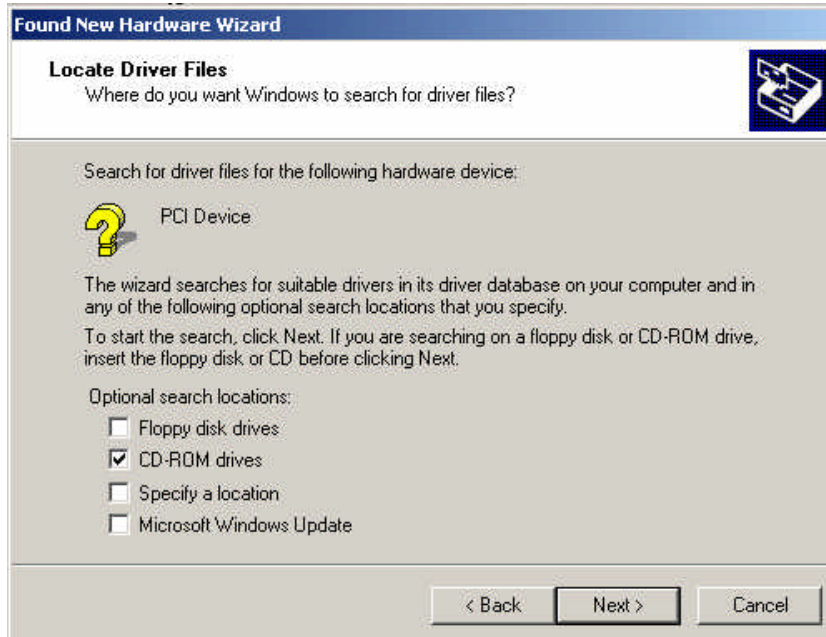 Found New Hardware Wizard
Locate Driver Files
Where do you want Windows to search for driver files?
Search for driver files for the following hardware device:
PCI Device
The wizard searches for suitable drivers in its driver database on your computer and in
any of the following optional search locations that you specify.
To start the search, click Next. If you are searching on a floppy disk or CD-ROM drive,
insert the floppy disk or CD before clicking Next.
Optional search locations:
Floppy disk drives
CD-ROM drives
Specify a location
Microsoft Windows Update
< Back Next > Cancel